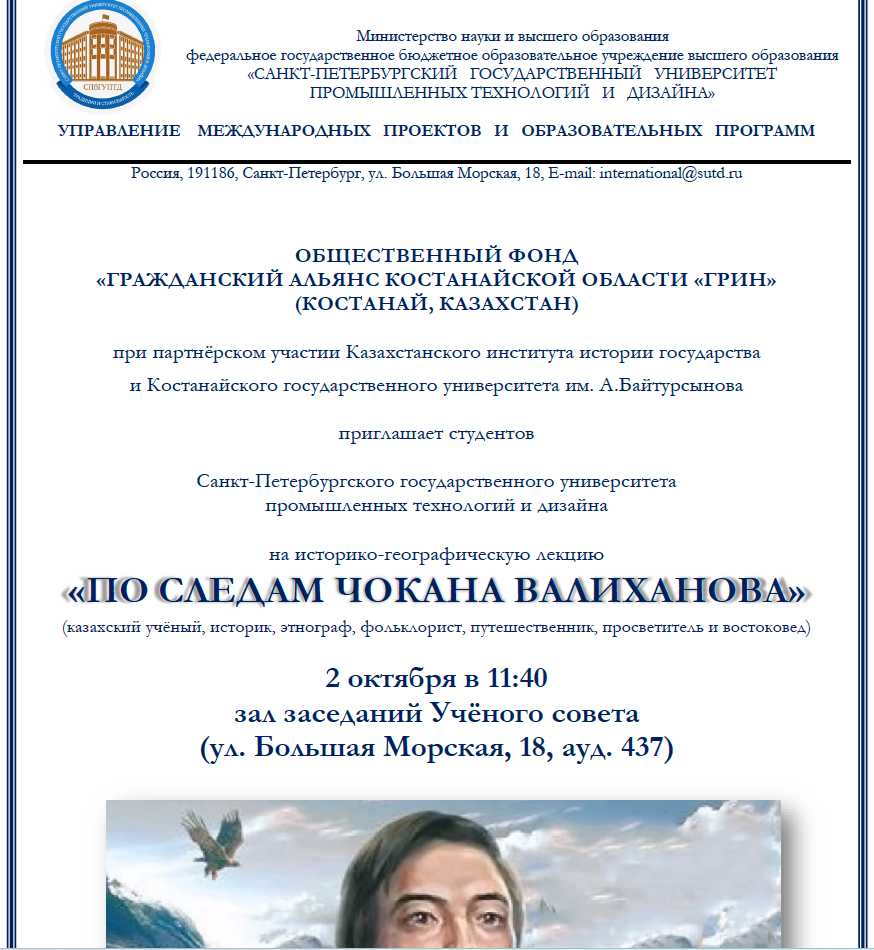 СПбГУПТД
ТРАДИЦИИ И СТАБИЛЬНОСТЬ
Министерство науки и высшего образования
федеральное государственное бюджетное образовательное учреждение высшего образования
«САНКТ-ПЕТЕРБУРГСКИЙ ГОСУДАРСТВЕННЫЙ УНИВЕРСИТЕТ
ПРОМЫШЛЕННЫХ ТЕХНОЛОГИЙ И ДИЗАЙНА»
УПРАВЛЕНИЕ МЕЖДУНАРОДНЫХ ПРОЕКТОВ И ОБРАЗОВАТЕЛЬНЫХ ПРОГРАММ
Россия, 191186, Санкт-Петербург, ул. Большая Морская, 18, E-mail: international@sutd.ru
ОБЩЕСТВЕННЫЙ ФОНД
«ГРАЖДАНСКИЙ АЛЬЯНС КОСТАНАЙСКОЙ ОБЛАСТИ «ГРИН»
(КОСТАНАЙ, КАЗАХСТАН)
при партнёрском участии Казахстанского института истории государства
и Костанайского государственного университета им. А.Байтурсынова
приглашает студентов
Санкт-Петербургского государственного университета
промышленных технологий и дизайна
на историко-географическую лекцию
«ПО СЛЕДАМ ЧОКАНА ВАЛИХАНОВА»
(казахский учёный, историк, этнограф, фольклорист, путешественник, просветитель и востоковед)
2 октября в 11:40
зал заседаний Учёного совета
(ул. Большая Морская, 18, ауд. 437)